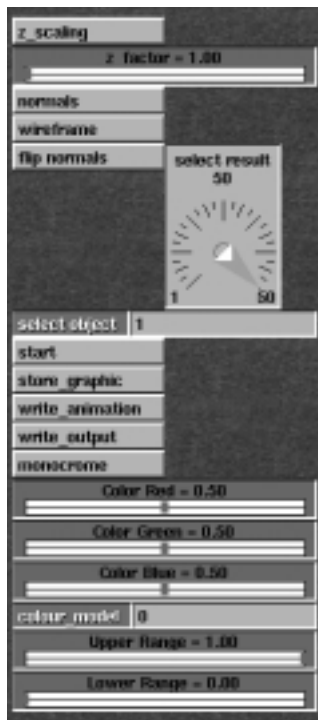 z_scaling
z factor - 1.00
normals
wireframe
flip normals
select result
50
1 50
select object 1
start
store_graphic
write_animation
write_output
monocrome
Color Red - 0.50
Color Green - 0.50
Color Blue - 0.50
colour_model 0
Upper Range - 1.00
Lower Range - 0.00